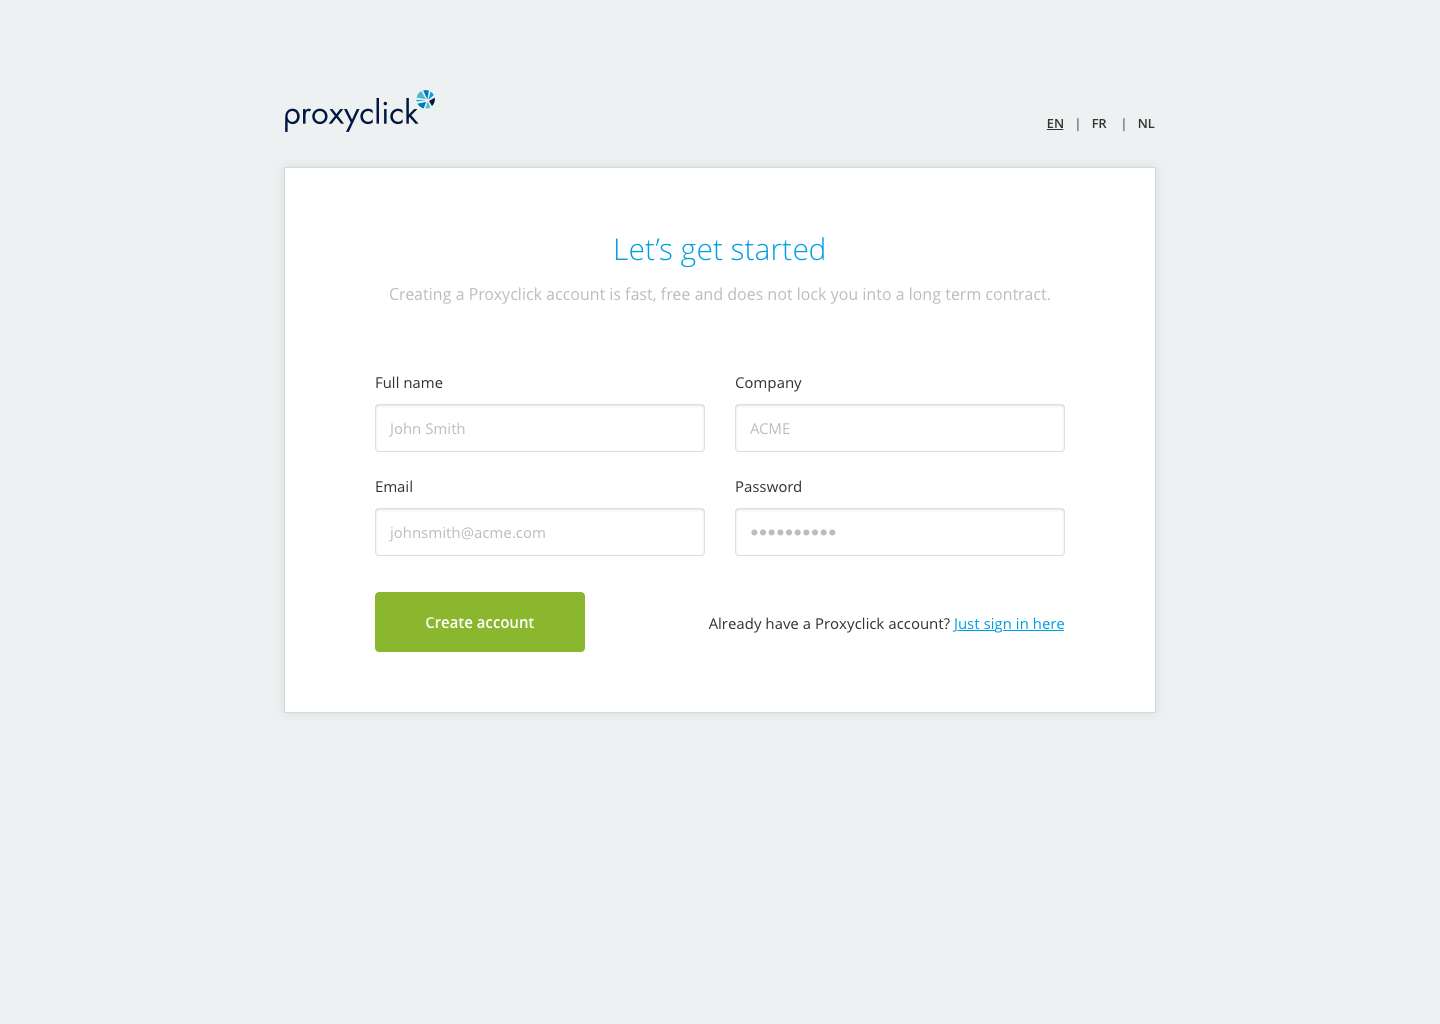 proxyclick
EN | FR | NL
Let’s get started
Creating a Proxyclick account is fast, free and does not lock you into a long term contract.
Full name
Company
John Smith
ACME
Email
Password
johnsmith@acme.com
••••••••••
Create account
Already have a Proxyclick account? Just sign in here